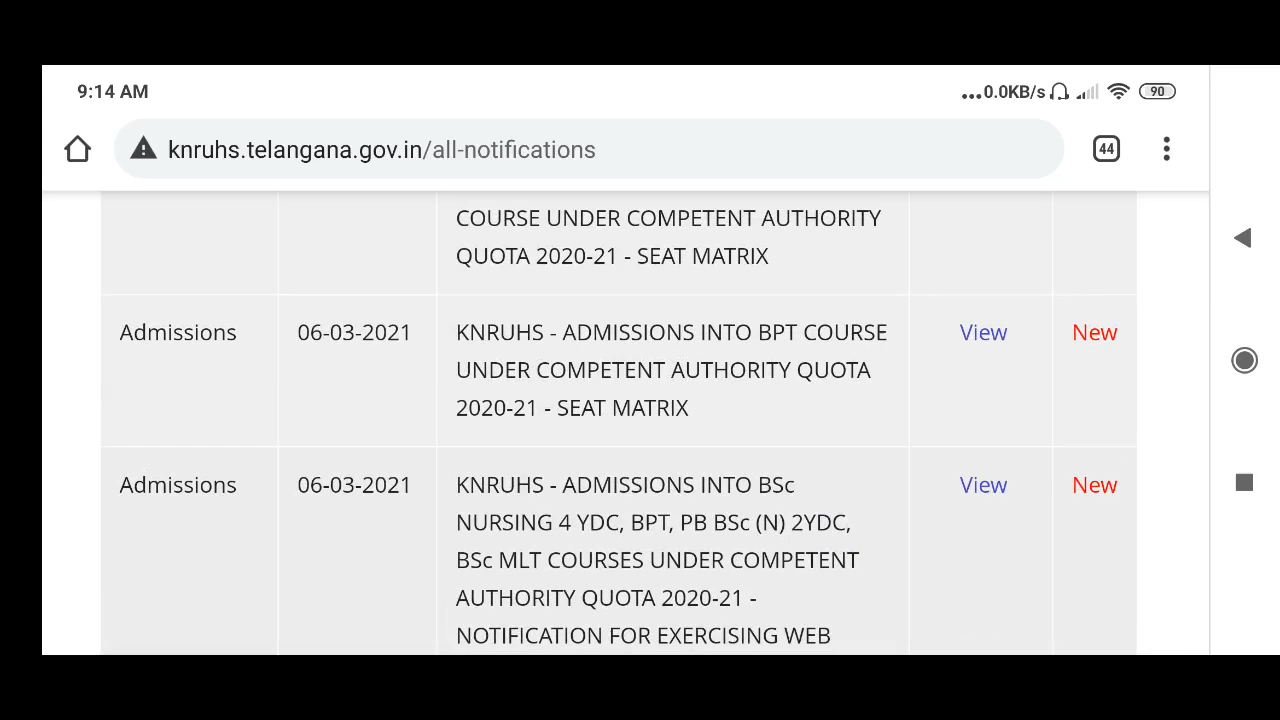 9:14 AM
...0.0KB/s 90
knruhs.telangana.gov.in/all-notifications
44
COURSE UNDER COMPETENT AUTHORITY
QUOTA 2020-21 - SEAT MATRIX
Admissions 06-03-2021 KNRUHS - ADMISSIONS INTO BPT COURSE View New
UNDER COMPETENT AUTHORITY QUOTA
2020-21 - SEAT MATRIX
Admissions 06-03-2021 KNRUHS - ADMISSIONS INTO BSc View New
NURSING 4 YDC, BPT, PB BSc (N) 2YDC,
BSc MLT COURSES UNDER COMPETENT
AUTHORITY QUOTA 2020-21 -
NOTIFICATION FOR EXERCISING WEB